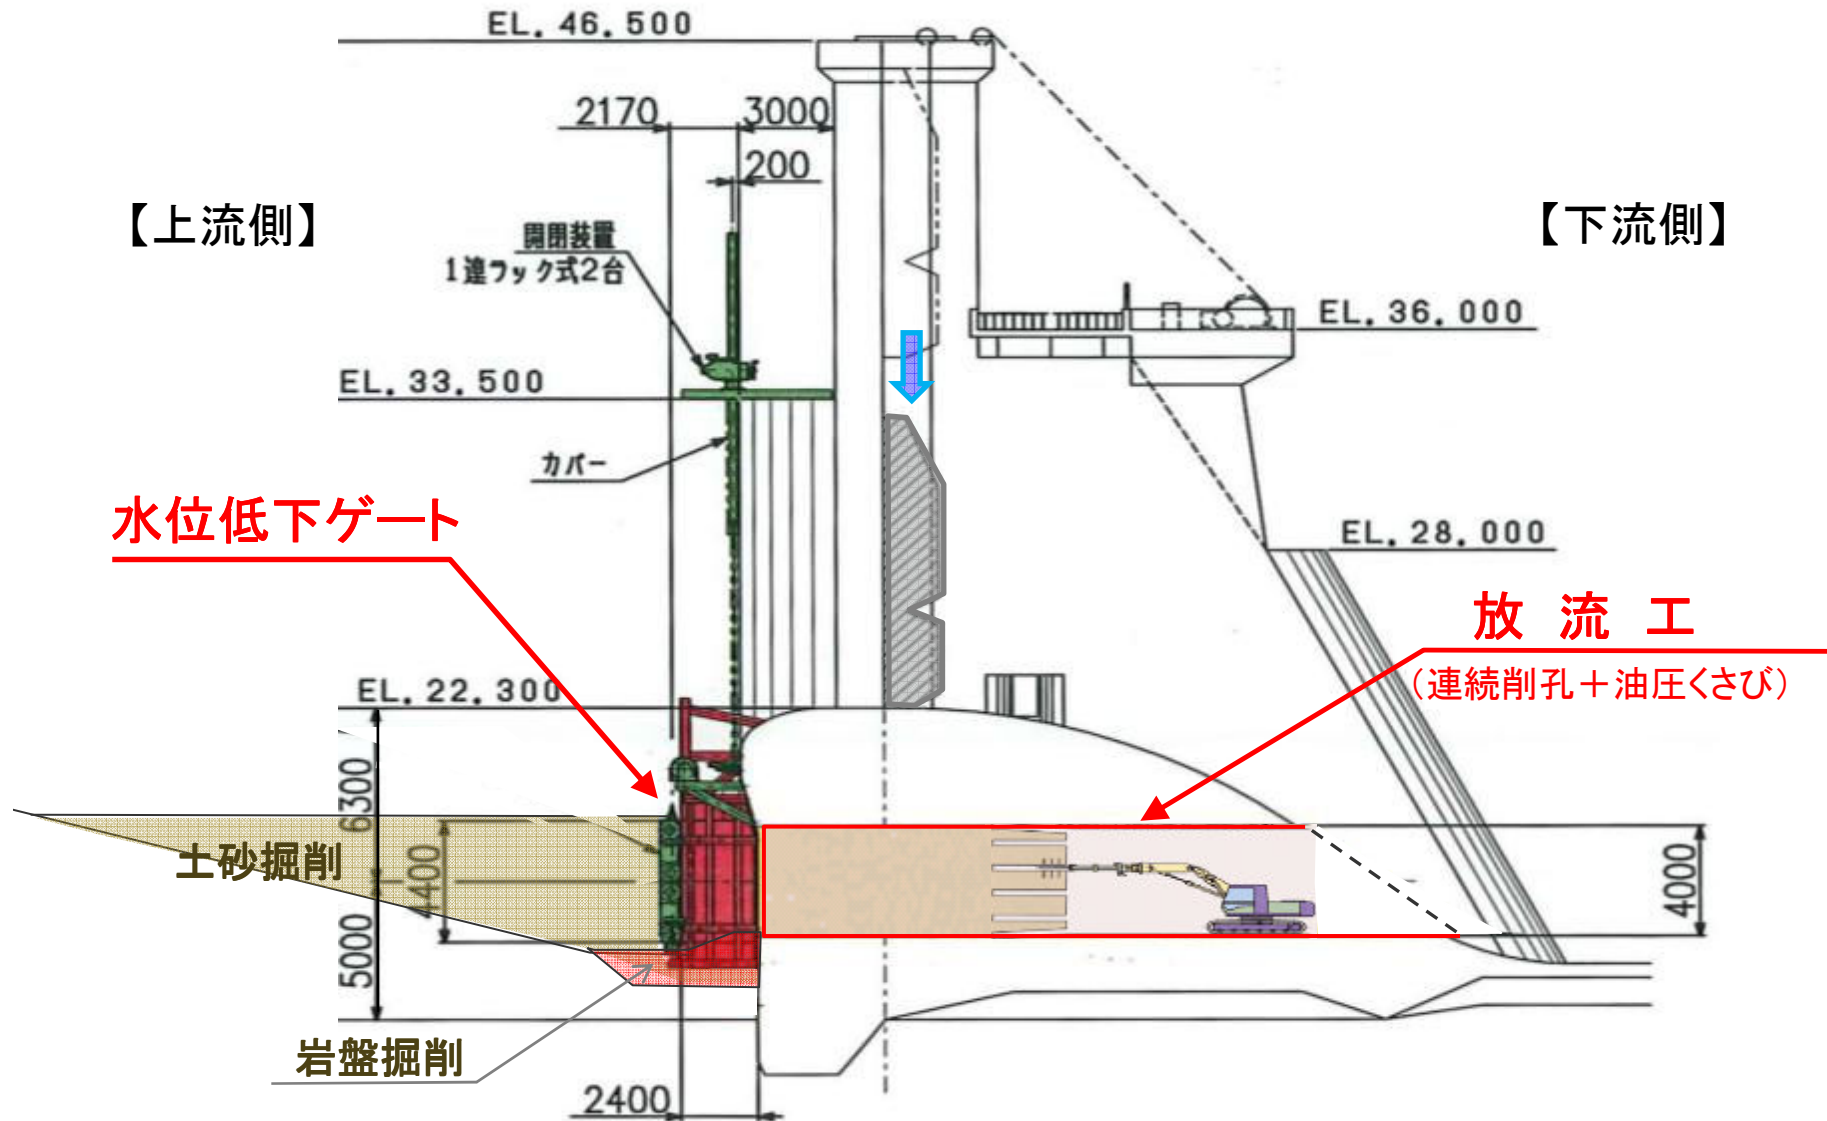 EL. 46.500
2170
3000
200
【上流側】
【下流側】
開閉装置
1連ラック式2台
EL. 36.000
EL. 33.500
カバー
水位低下ゲート
EL. 28.000
放 流 工
(連続削孔+油圧くさび)
EL. 22.300
6300
土砂掘削
4400
4000
5000
岩盤掘削
2400